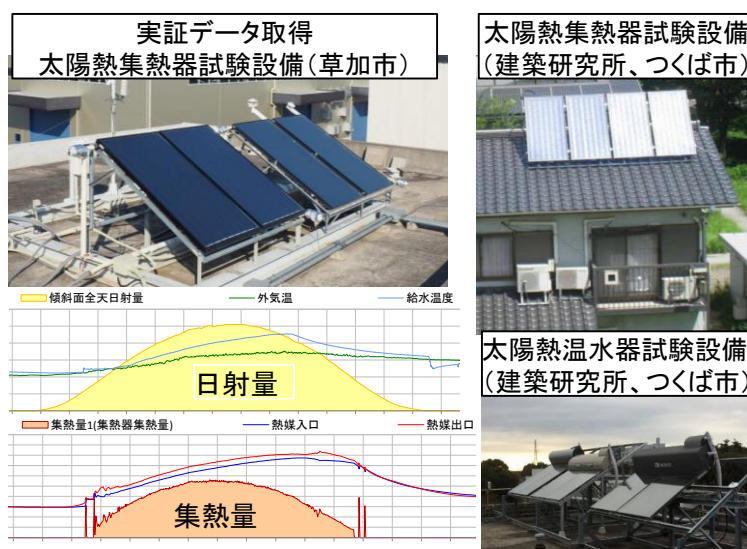 実証データ取得
太陽熱集熱器試験設備(草加市)
傾斜面全天日射量
外気温
給水温度
日射量
集熱量1(集熱器集熱量)
熱媒入口
熱媒出口
集熱量
太陽熱集熱器試験設備
(建築研究所、つくば市)
太陽熱温水器試験設備
(建築研究所、つくば市)